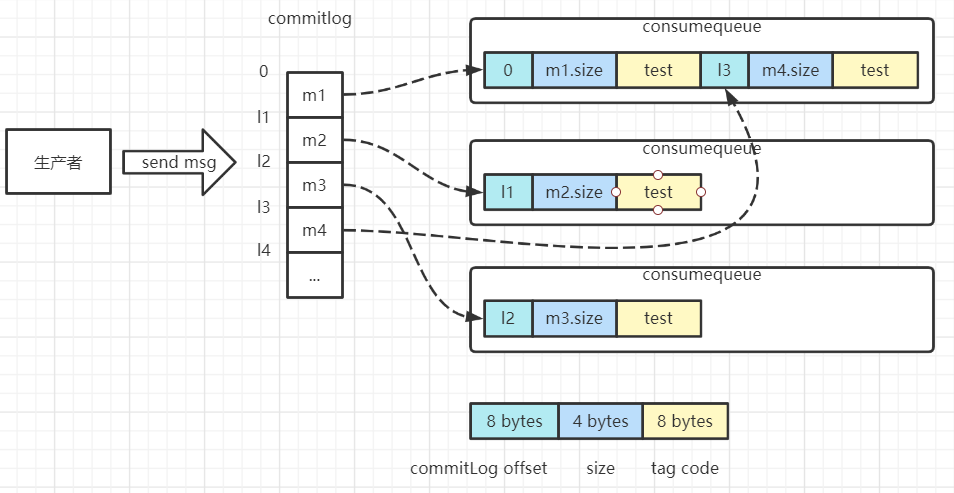 commitlog
consumequeue
0
m1
0 m1.size test l3 m4.size test
l1
m2
生产者
send msg
l2
m3
l3
m4
l4
...
consumequeue
l1 m2.size test
consumequeue
l2 m3.size test
8 bytes 4 bytes 8 bytes
commitLog offset size tag code